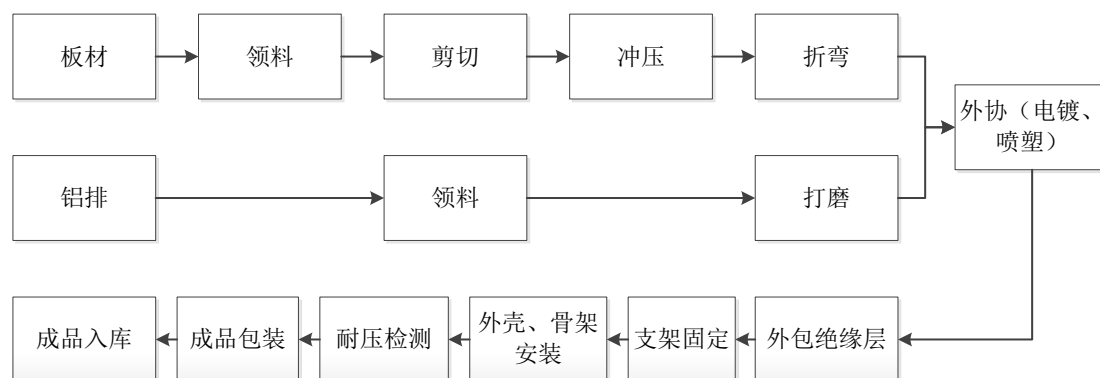 板材
领料
剪切
冲压
折弯
外协（电镀、
喷塑）
铝排
领料
打磨
成品入库
成品包装
耐压检测
外壳、骨架
安装
支架固定
外包绝缘层